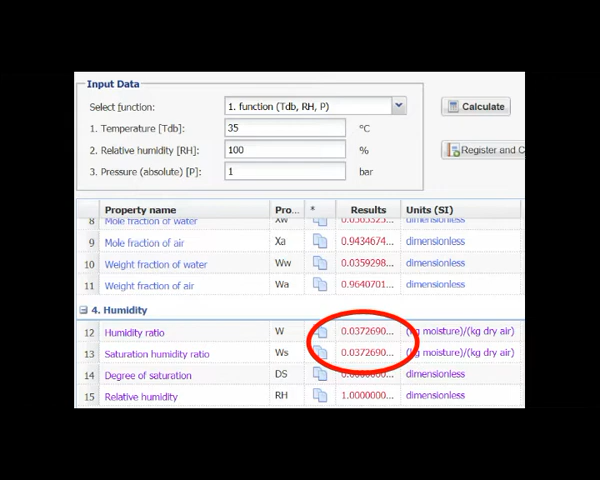 Input Data
Select function: 1. function (Tdb, RH, P)
Calculate
1. Temperature [Tdb]: 35 °C
2. Relative humidity [RH]: 100 %
Register and C
3. Pressure (absolute) [P]: 1 bar
Property name Pro... * Results Units (SI)
8 Mole fraction of water Xw dimensionless
9 Mole fraction of air Xa 0.9434674... dimensionless
10 Weight fraction of water Ww 0.0359298... dimensionless
11 Weight fraction of air Wa 0.9640701... dimensionless
4. Humidity
12 Humidity ratio W 0.0372690... (kg moisture)/(kg dry air)
13 Saturation humidity ratio Ws 0.0372690... (kg moisture)/(kg dry air)
14 Degree of saturation DS dimensionless
15 Relative humidity RH 1.0000000... dimensionless